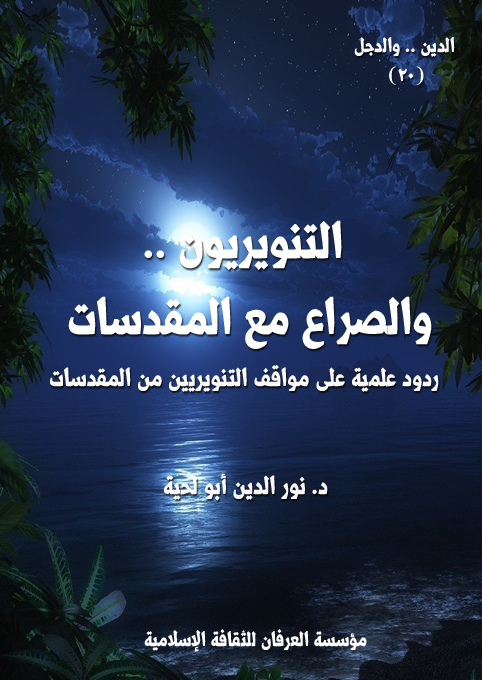 الدين .. والدجل
(٢٠)
التنويريون ..
والصراع مع المقدسات
ردود علمية على مواقف التنويريين من المقدسات
د. نور الدين أبو لحية
مؤسسة العرفان للثقافة الإسلامية